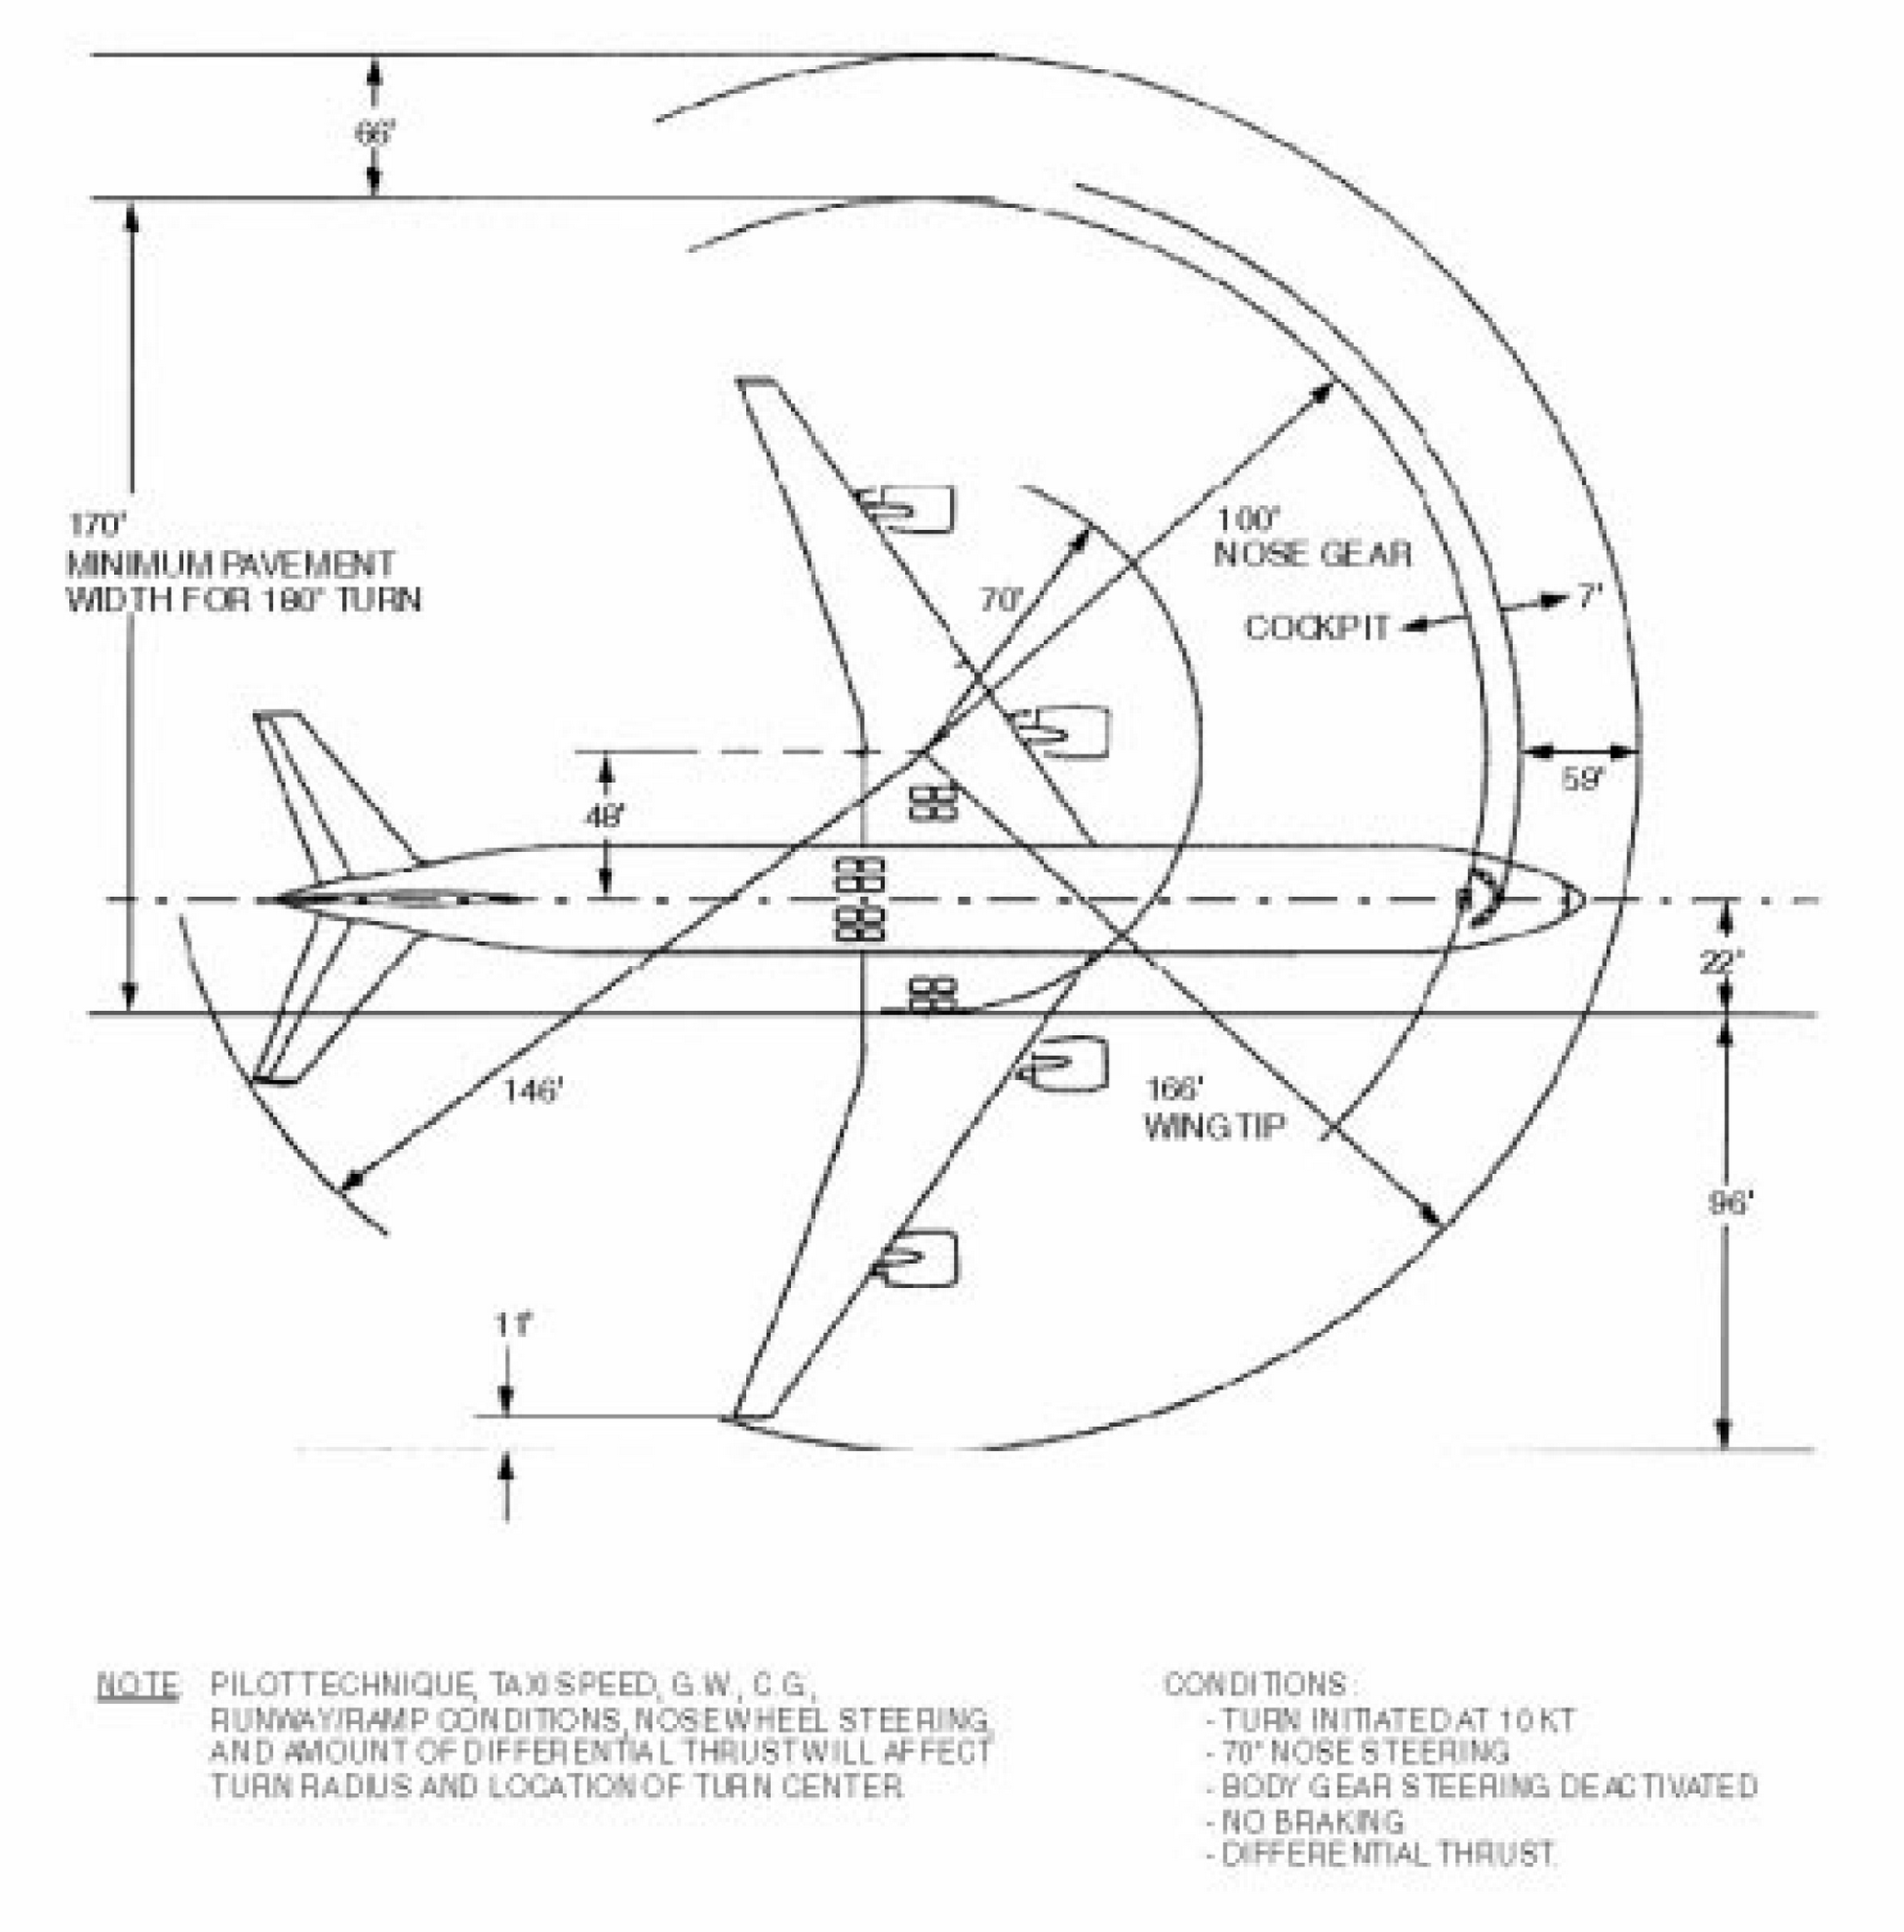 66'
170'
MINIMUM PAVEMENT
WIDTH FOR 180° TURN
100'
NOSE GEAR
70'
7'
COCKPIT
59'
48'
22'
146'
166'
WING TIP
96'
11'
NOTE PILOT TECHNIQUE, TAXI SPEED, G.W., C.G.,
RUNWAY/RAMP CONDITIONS, NOSEWHEEL STEERING,
AND AMOUNT OF DIFFERENTIAL THRUST WILL AFFECT
TURN RADIUS AND LOCATION OF TURN CENTER
CONDITIONS:
- TURN INITIATED AT 10 KT
- 70° NOSE STEERING
- BODY GEAR STEERING DEACTIVATED
- NO BRAKING
- DIFFERENTIAL THRUST.